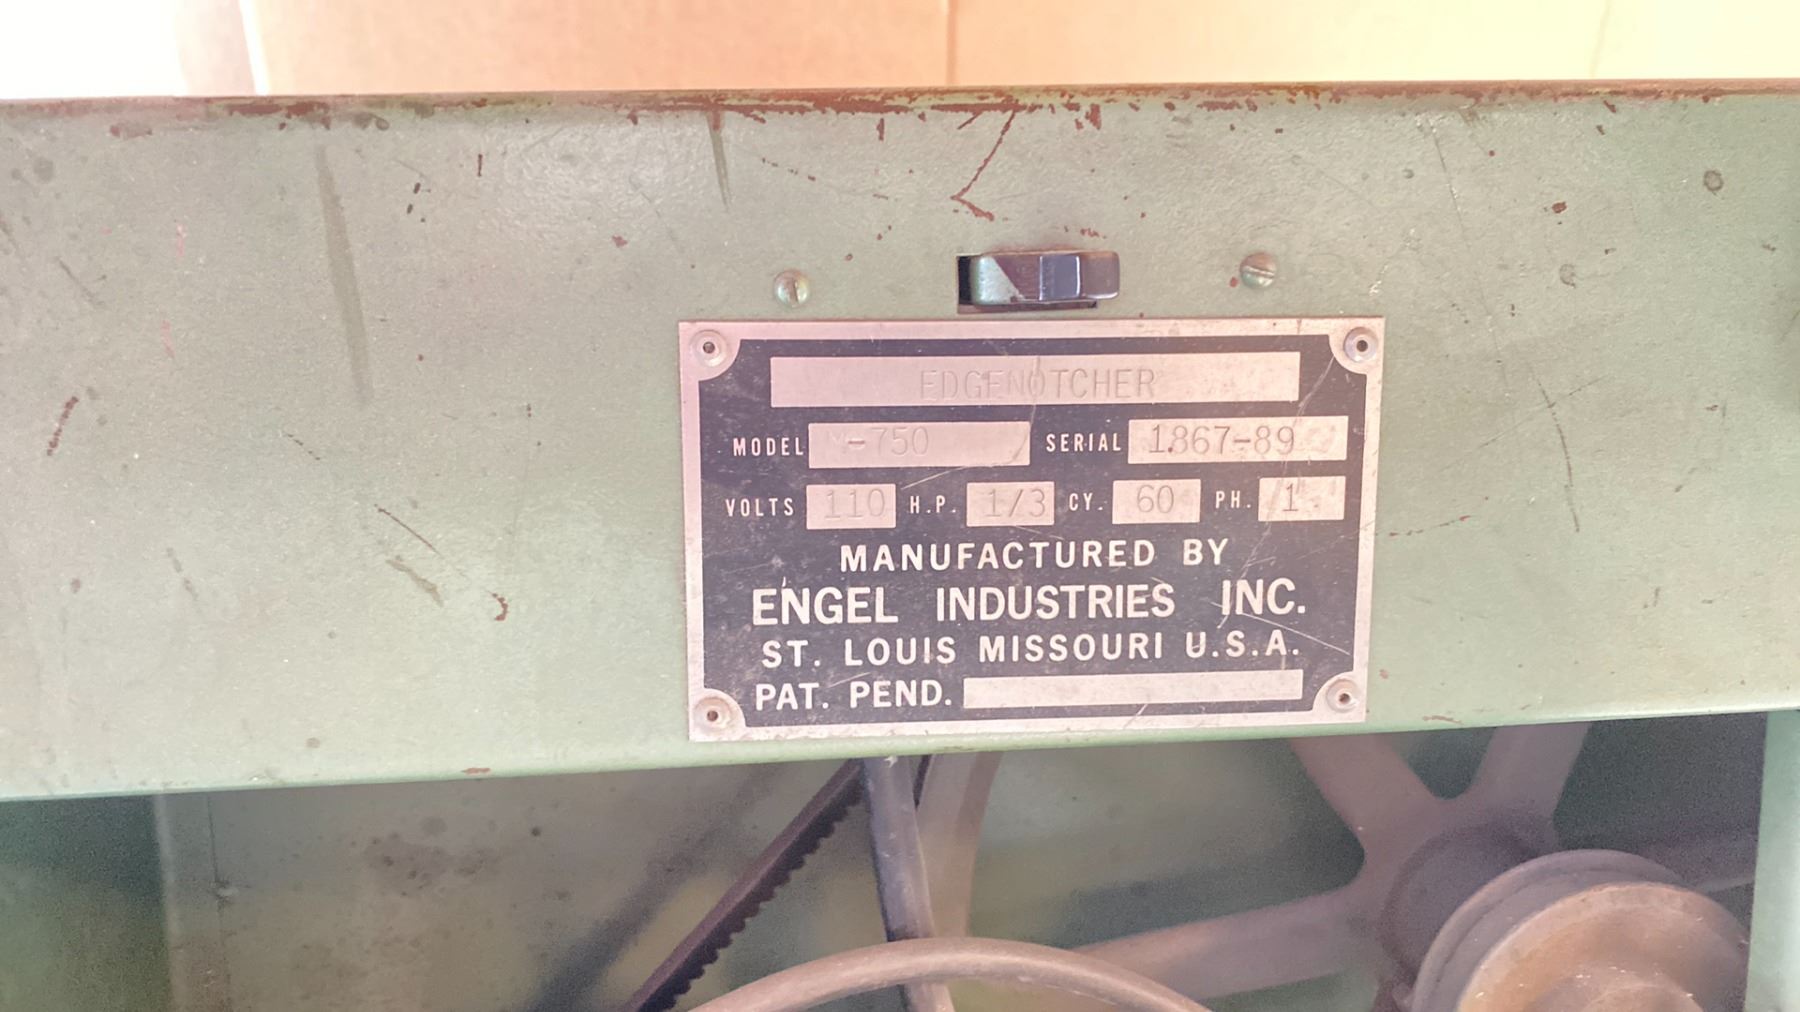 EDGENOTCHER
MODEL M-750 SERIAL 1867-89
VOLTS 110 H.P. 1/3 CY. 60 PH. 1
MANUFACTURED BY
ENGEL INDUSTRIES INC.
ST. LOUIS MISSOURI U.S.A.
PAT. PEND.